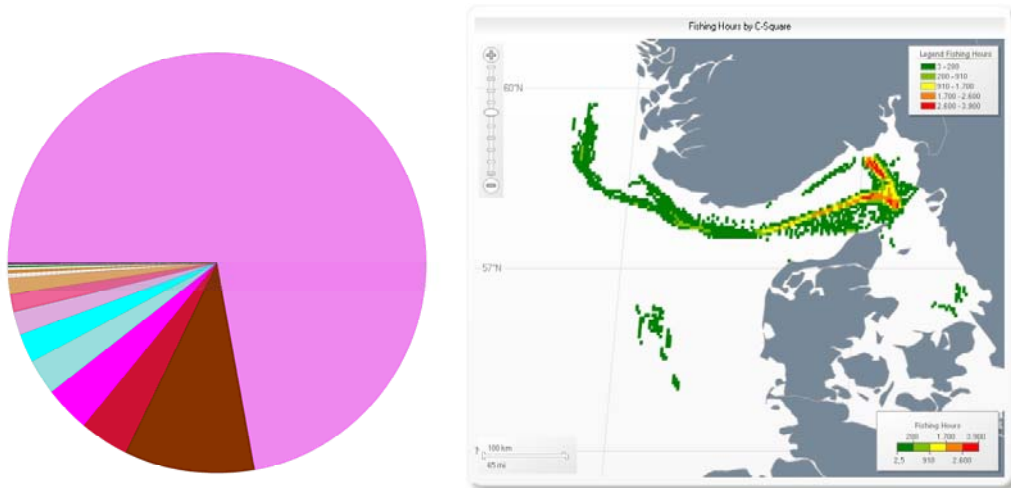 Fishing Hours by C-Square
Legend Fishing Hours
3 - 200
200 - 910
910 - 1.700
1.700 - 2.600
2.600 - 3.900
60°N
57°N
100 km
65 mi
Fishing Hours
200 1.700 3.900
2,5 910 2.600